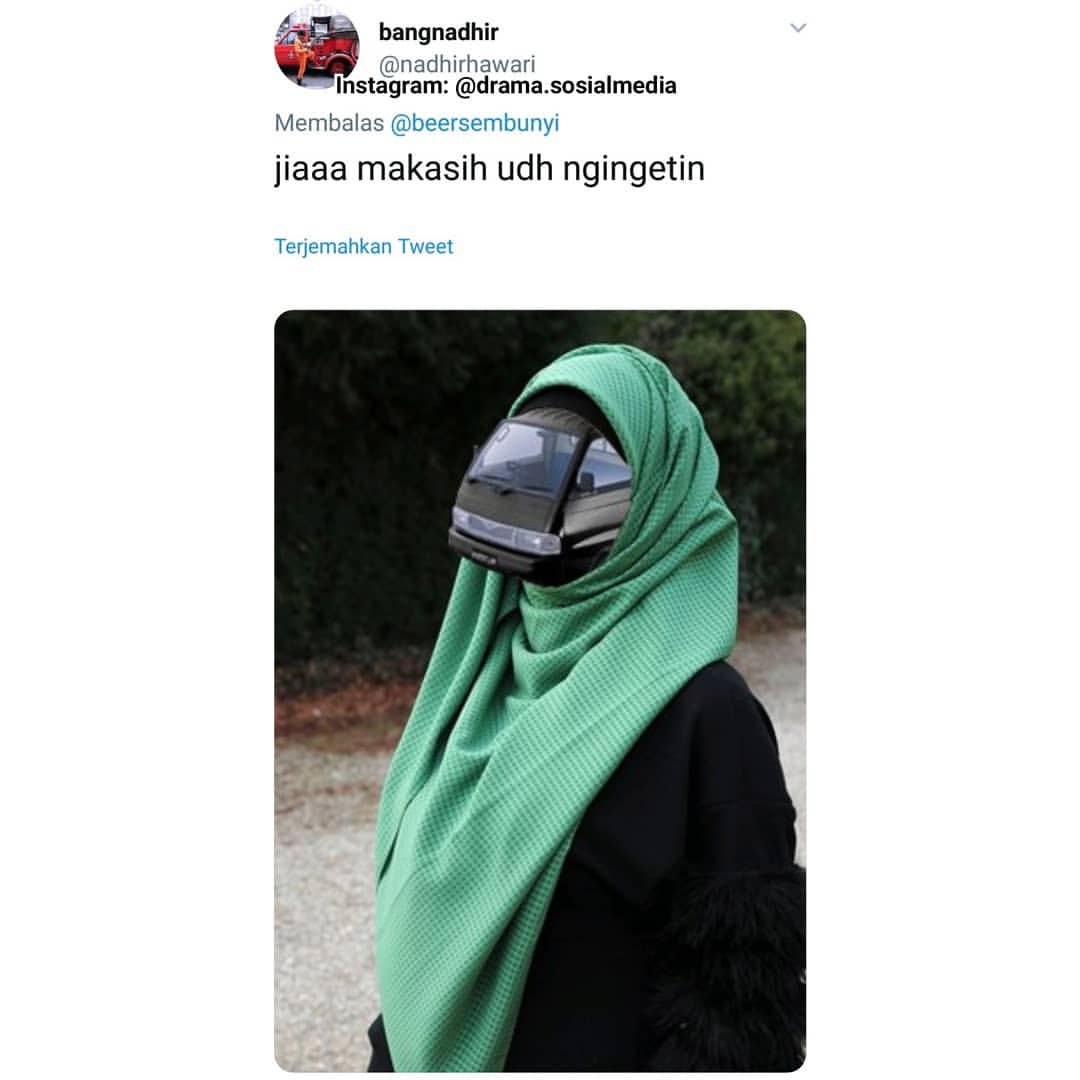 bangnadhir
@nadhirhawari
Instagram: @drama.sosialmedia
Membalas @beersembunyi
jiaaa makasih udh ngingetin
Terjemahkan Tweet